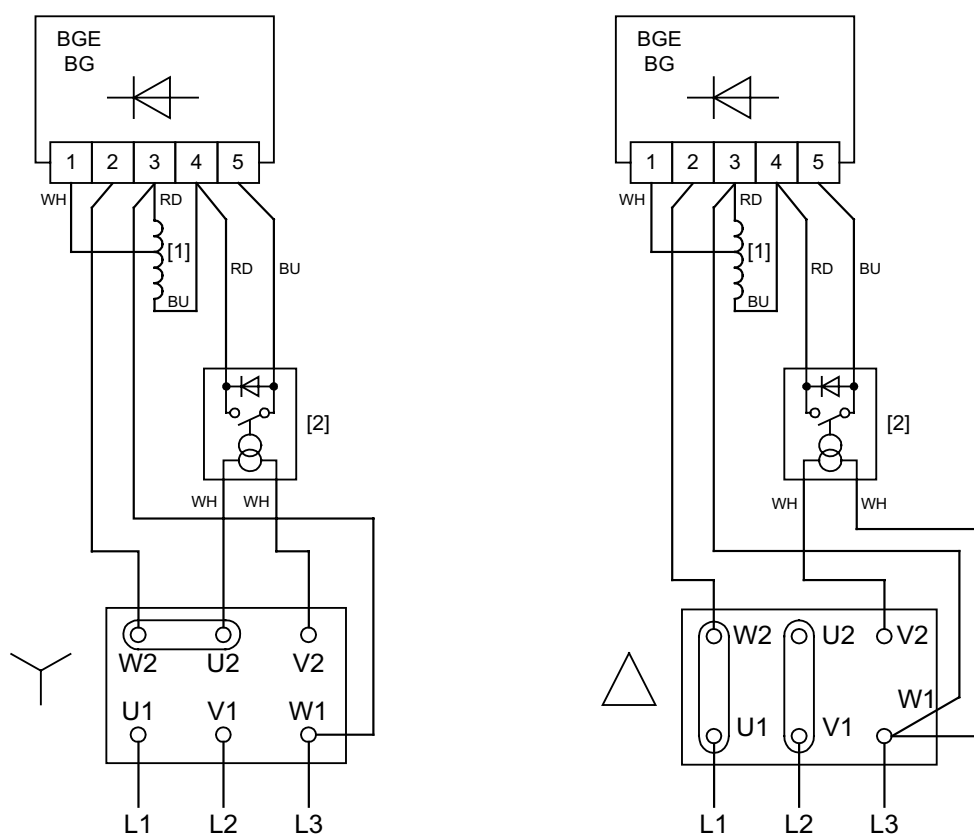 BGE
BG
1 2 3 4 5
WH RD
[1]
RD BU
BU
[2]
WH WH
W2 U2 V2
U1 V1 W1
L1 L2 L3
BGE
BG
1 2 3 4 5
WH RD
[1]
RD BU
BU
[2]
WH WH
W2 U2 V2
W1
U1 V1
L1 L2 L3